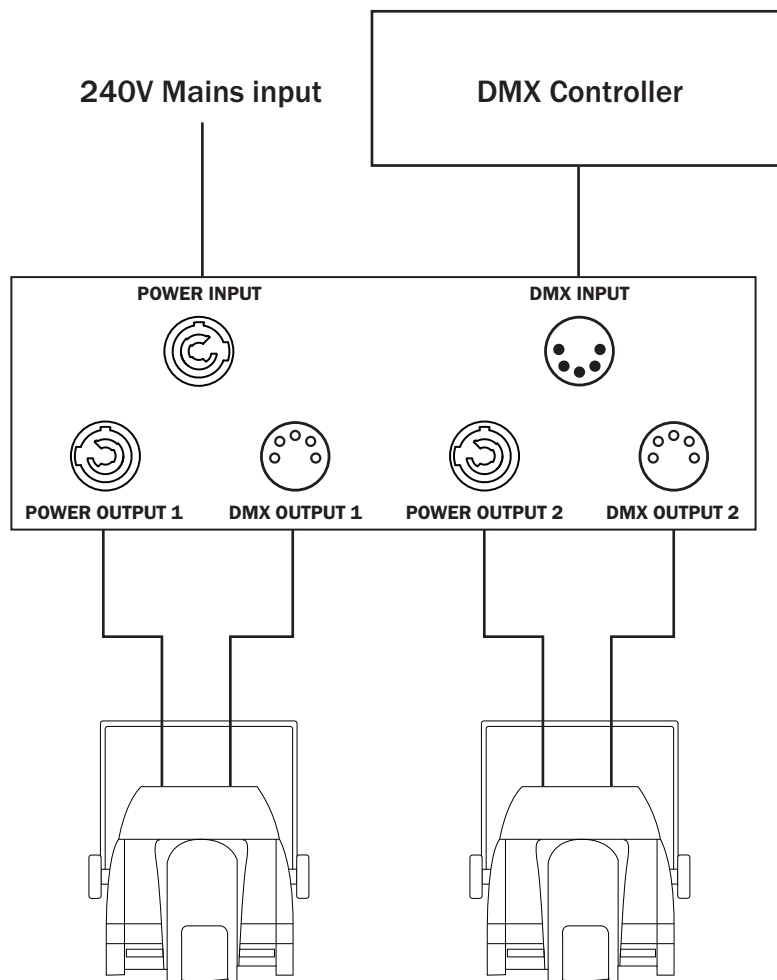 240V Mains input
DMX Controller
POWER INPUT
DMX INPUT
POWER OUTPUT 1
DMX OUTPUT 1
POWER OUTPUT 2
DMX OUTPUT 2